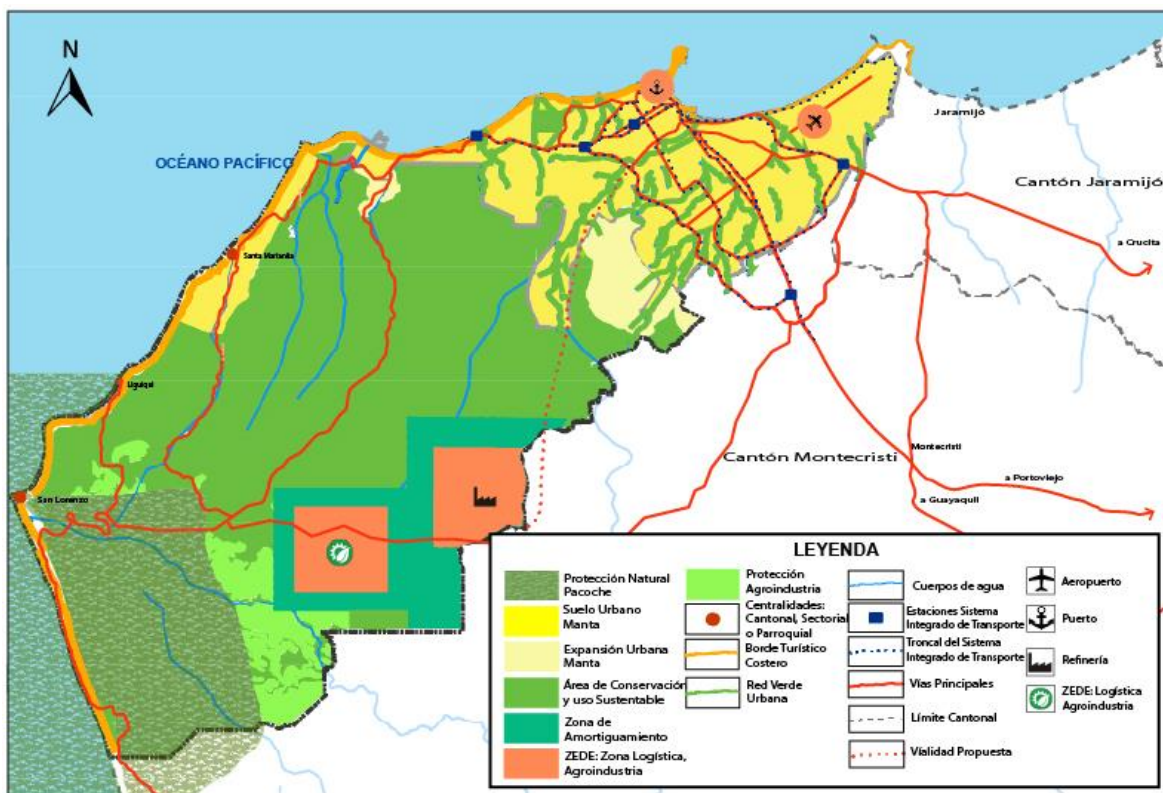 N
OCÉANO PACÍFICO
Jaramijó
Cantón Jaramijó
a Crucita
Santa Marianita
Liguiqui
San Lorenzo
Cantón Montecristi
Montecristi
a Portoviejo
a Guayaquil
LEYENDA
Protección Natural
Pacoche
Suelo Urbano
Manta
Expansión Urbana
Manta
Área de Conservación
y uso Sustentable
Zona de
Amortiguamiento
ZEDE: Zona Logística,
Agroindustria
Protección
Agroindustria
Centralidades:
Cantonal, Sectorial
o Parroquial
Borde Turístico
Costero
Red Verde
Urbana
Cuerpos de agua
Estaciones Sistema
Integrado de Transporte
Troncal del Sistema
Integrado de Transporte
Vías Principales
Límite Cantonal
Víalidad Propuesta
Aeropuerto
Puerto
Refinería
ZEDE: Logística
Agroindustria